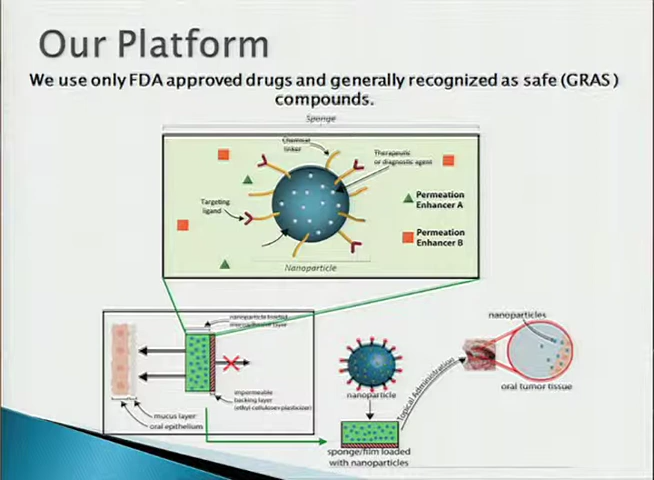 Our Platform
We use only FDA approved drugs and generally recognized as safe (GRAS)
compounds.
Sponge
Chemical
linker
Therapeutic
or diagnostic agent
Targeting
ligand
Permeation
Enhancer A
Permeation
Enhancer B
Nanoparticle
nanoparticle loaded
mucoadhesive layer
impermeable
backing layer
(ethyl cellulose+plasticizer)
mucus layer
oral epithelium
nanoparticle
sponge/film loaded
with nanoparticles
Topical Administration
nanoparticles
oral tumor tissue